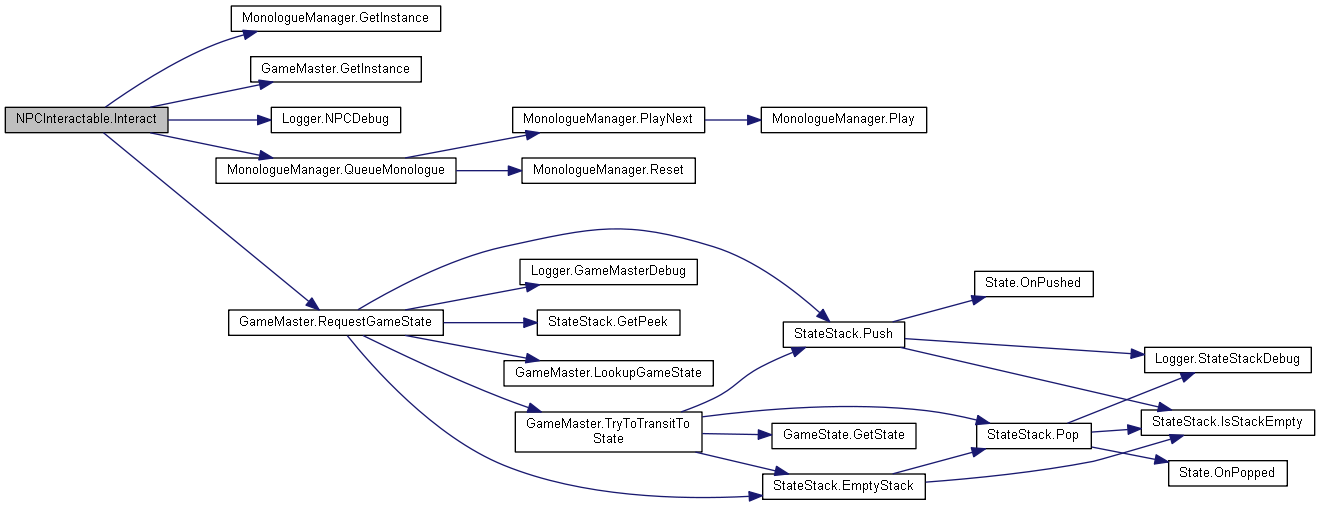 MonologueManager.GetInstance
GameMaster.GetInstance
NPCInteractable.Interact
Logger.NPCDebug
MonologueManager.PlayNext
MonologueManager.Play
MonologueManager.QueueMonologue
MonologueManager.Reset
Logger.GameMasterDebug
State.OnPushed
GameMaster.RequestGameState
StateStack.GetPeek
StateStack.Push
Logger.StateStackDebug
GameMaster.LookupGameState
GameMaster.TryToTransitTo
State
GameState.GetState
StateStack.Pop
StateStack.IsStackEmpty
State.OnPopped
StateStack.EmptyStack